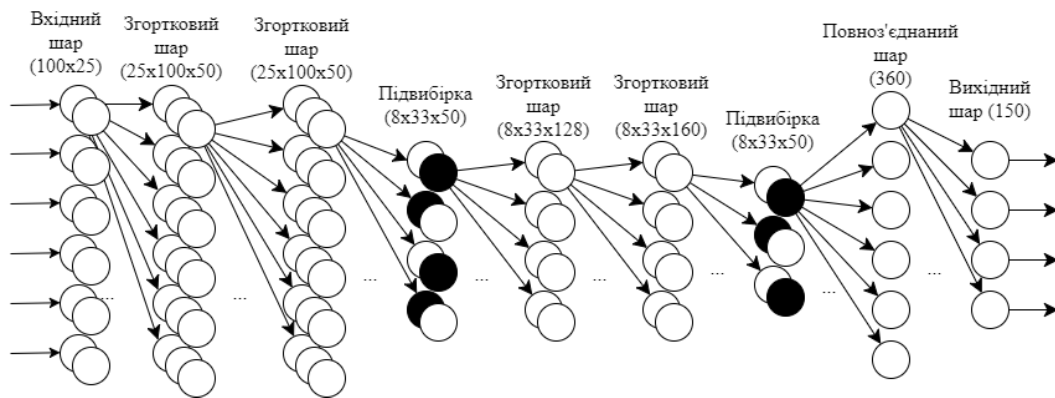 Вхідний
шар
(100x25)
Згортковий
шар
(25x100x50)
Згортковий
шар
(25x100x50)
Підвибірка
(8x33x50)
Згортковий
шар
(8x33x128)
Згортковий
шар
(8x33x160)
Підвибірка
(8x33x50)
Повноз'єднаний
шар
(360)
Вихідний
шар (150)
...
...
...
...
...
...
...
...